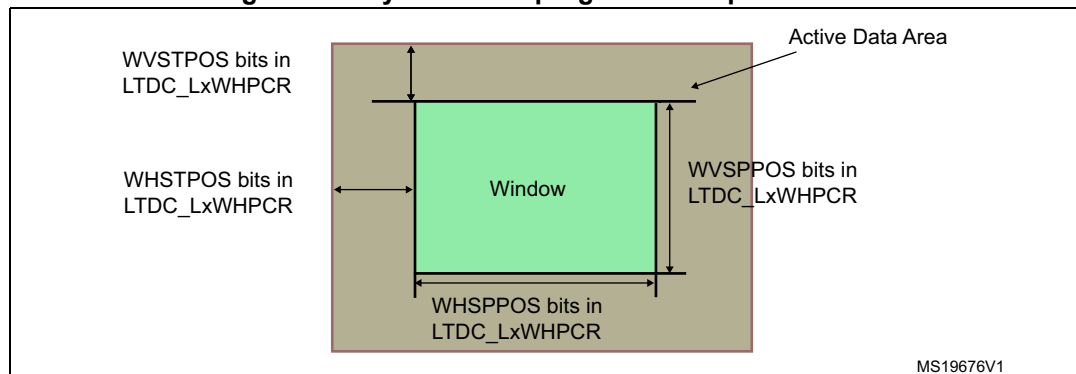 Active Data Area
WVSTPOS bits in
LTDC_LxWHPCR
WHSTPOS bits in
LTDC_LxWHPCR
Window
WVSPPOS bits in
LTDC_LxWHPCR
WHSPPOS bits in
LTDC_LxWHPCR
MS19676V1